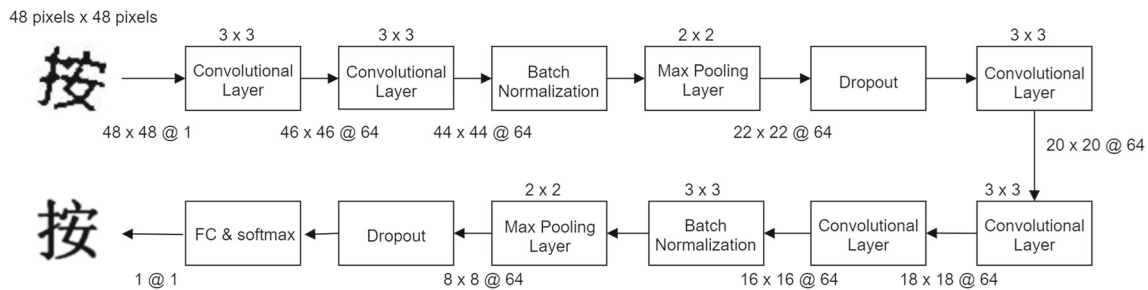 48 pixels x 48 pixels
3 x 3
3 x 3
2 x 2
3 x 3
按
Convolutional
Layer
Convolutional
Layer
Batch
Normalization
Max Pooling
Layer
Dropout
Convolutional
Layer
48 x 48 @ 1
46 x 46 @ 64
44 x 44 @ 64
22 x 22 @ 64
20 x 20 @ 64
2 x 2
3 x 3
3 x 3
按
FC & softmax
Dropout
Max Pooling
Layer
Batch
Normalization
Convolutional
Layer
Convolutional
Layer
1 @ 1
8 x 8 @ 64
16 x 16 @ 64
18 x 18 @ 64